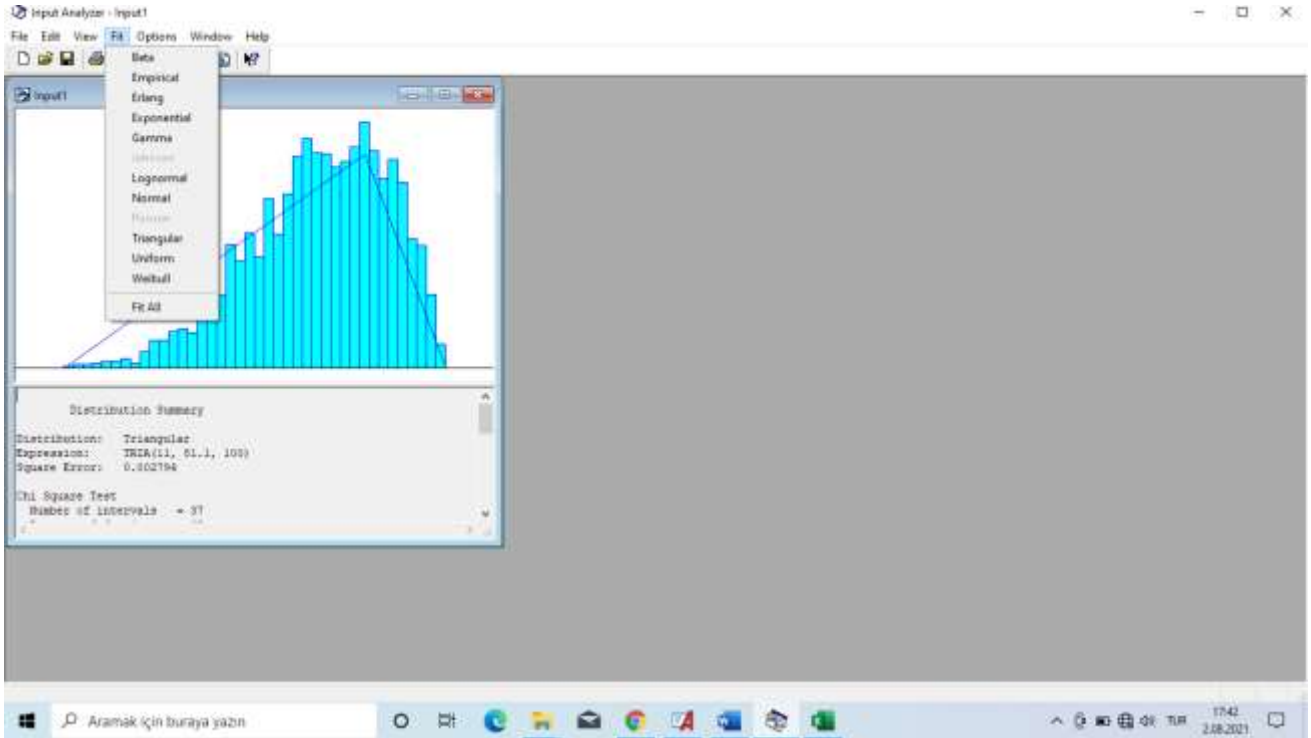 Input Analyzer - Input1
File Edit View Fit Options Window Help
Beta
Empirical
Erlang
Exponential
Gamma
Johnson
Lognormal
Normal
Poisson
Triangular
Uniform
Weibull
Fit All
Input1
Distribution Summary
Distribution: Triangular
Expression: TRIA(11, 81.1, 100)
Square Error: 0.002794
Chi Square Test
Number of intervals = 37
Aramak için buraya yazın
TUR
17:42
2.08.2021